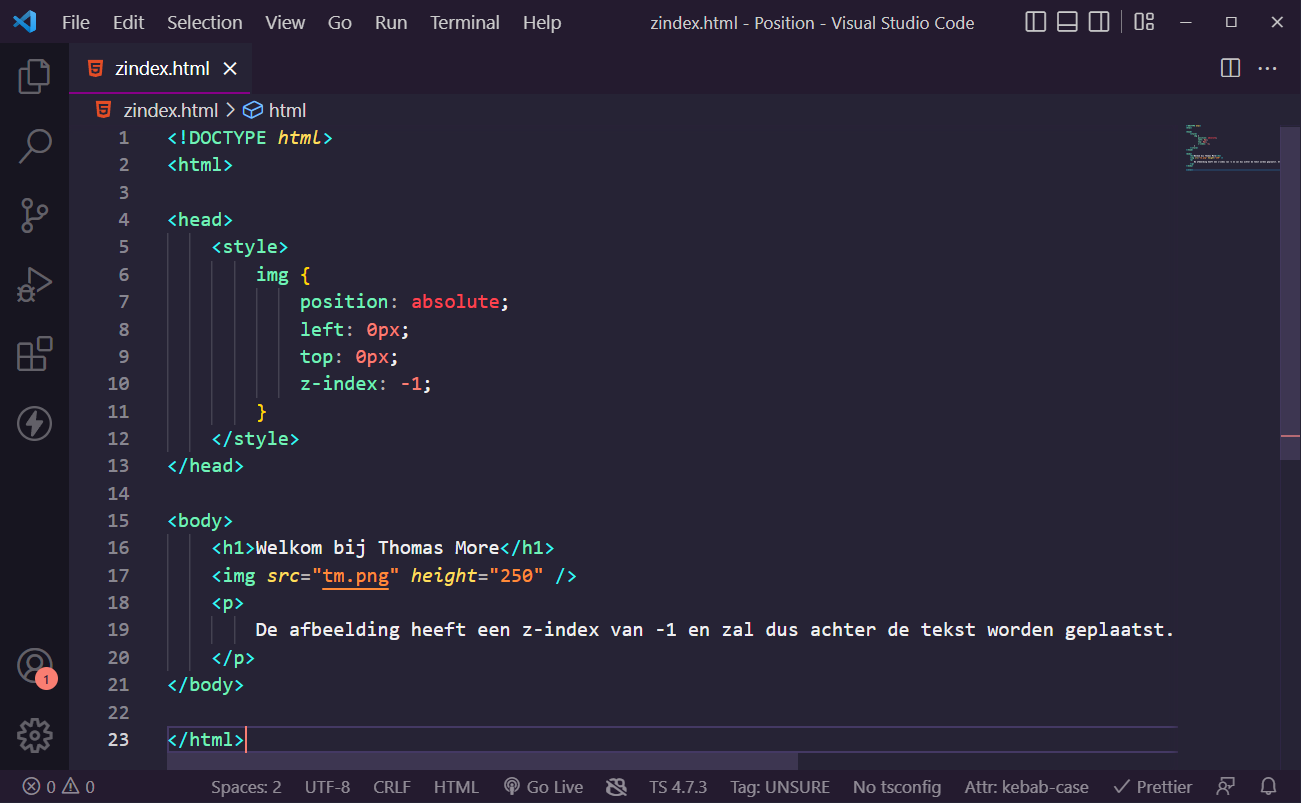 File Edit Selection View Go Run Terminal Help zindex.html - Position - Visual Studio Code
zindex.html
zindex.html > html
1 <!DOCTYPE html>
2 <html>
3
4 <head>
5 <style>
6 img {
7 position: absolute;
8 left: 0px;
9 top: 0px;
10 z-index: -1;
11 }
12 </style>
13 </head>
14
15 <body>
16 <h1>Welkom bij Thomas More</h1>
17 <img src="tm.png" height="250" />
18 <p>
19 De afbeelding heeft een z-index van -1 en zal dus achter de tekst worden geplaatst.
20 </p>
21 </body>
22
23 </html>
1
0 0 Spaces: 2 UTF-8 CRLF HTML Go Live TS 4.7.3 Tag: UNSURE No tsconfig Attr: kebab-case Prettier